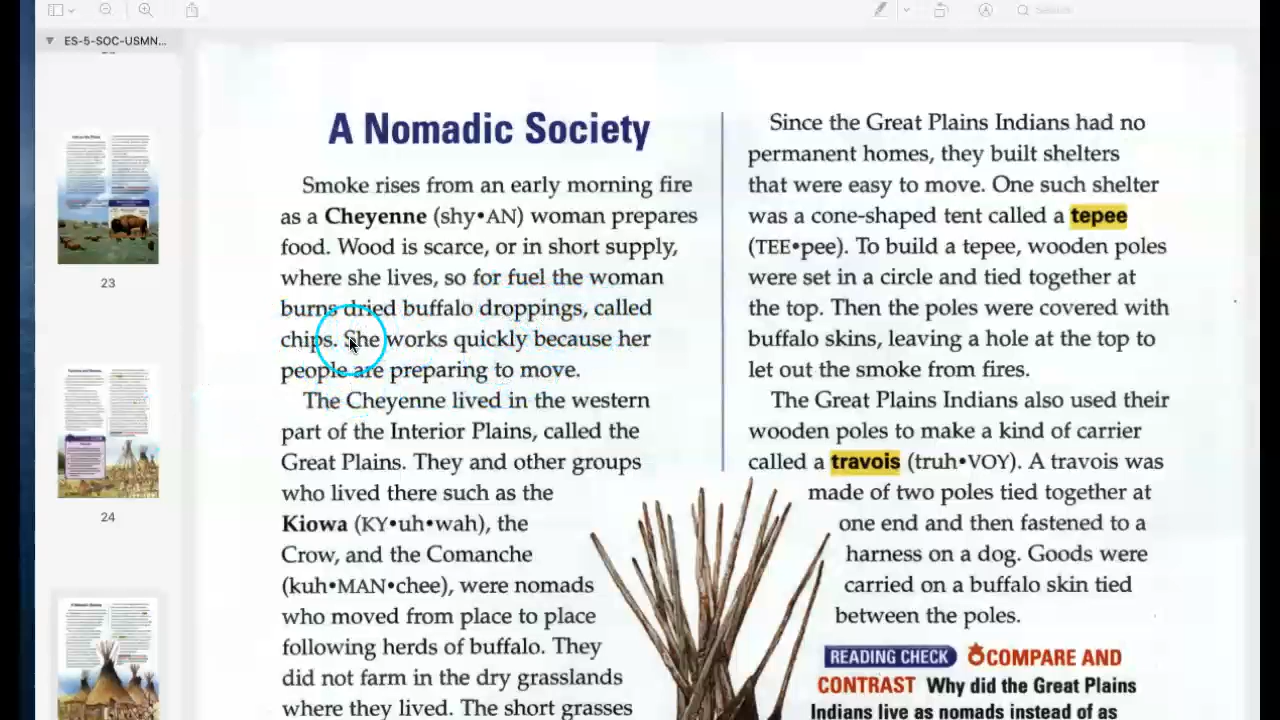 Search
ES-5-SOC-USMN...
23
24
A Nomadic Society
Smoke rises from an early morning fire
as a Cheyenne (shy•AN) woman prepares
food. Wood is scarce, or in short supply,
where she lives, so for fuel the woman
burns dried buffalo droppings, called
chips. She works quickly because her
people are preparing to move.
The Cheyenne lived in the western
part of the Interior Plains, called the
Great Plains. They and other groups
who lived there such as the
Kiowa (KY•uh•wah), the
Crow, and the Comanche
(kuh•MAN•chee), were nomads
who moved from place to place
following herds of buffalo. They
did not farm in the dry grasslands
where they lived. The short grasses
Since the Great Plains Indians had no
permanent homes, they built shelters
that were easy to move. One such shelter
was a cone-shaped tent called a tepee
(TEE•pee). To build a tepee, wooden poles
were set in a circle and tied together at
the top. Then the poles were covered with
buffalo skins, leaving a hole at the top to
let out the smoke from fires.
The Great Plains Indians also used their
wooden poles to make a kind of carrier
called a travois (truh•VOY). A travois was
made of two poles tied together at
one end and then fastened to a
harness on a dog. Goods were
carried on a buffalo skin tied
between the poles.
READING CHECK COMPARE AND
CONTRAST Why did the Great Plains
Indians live as nomads instead of as